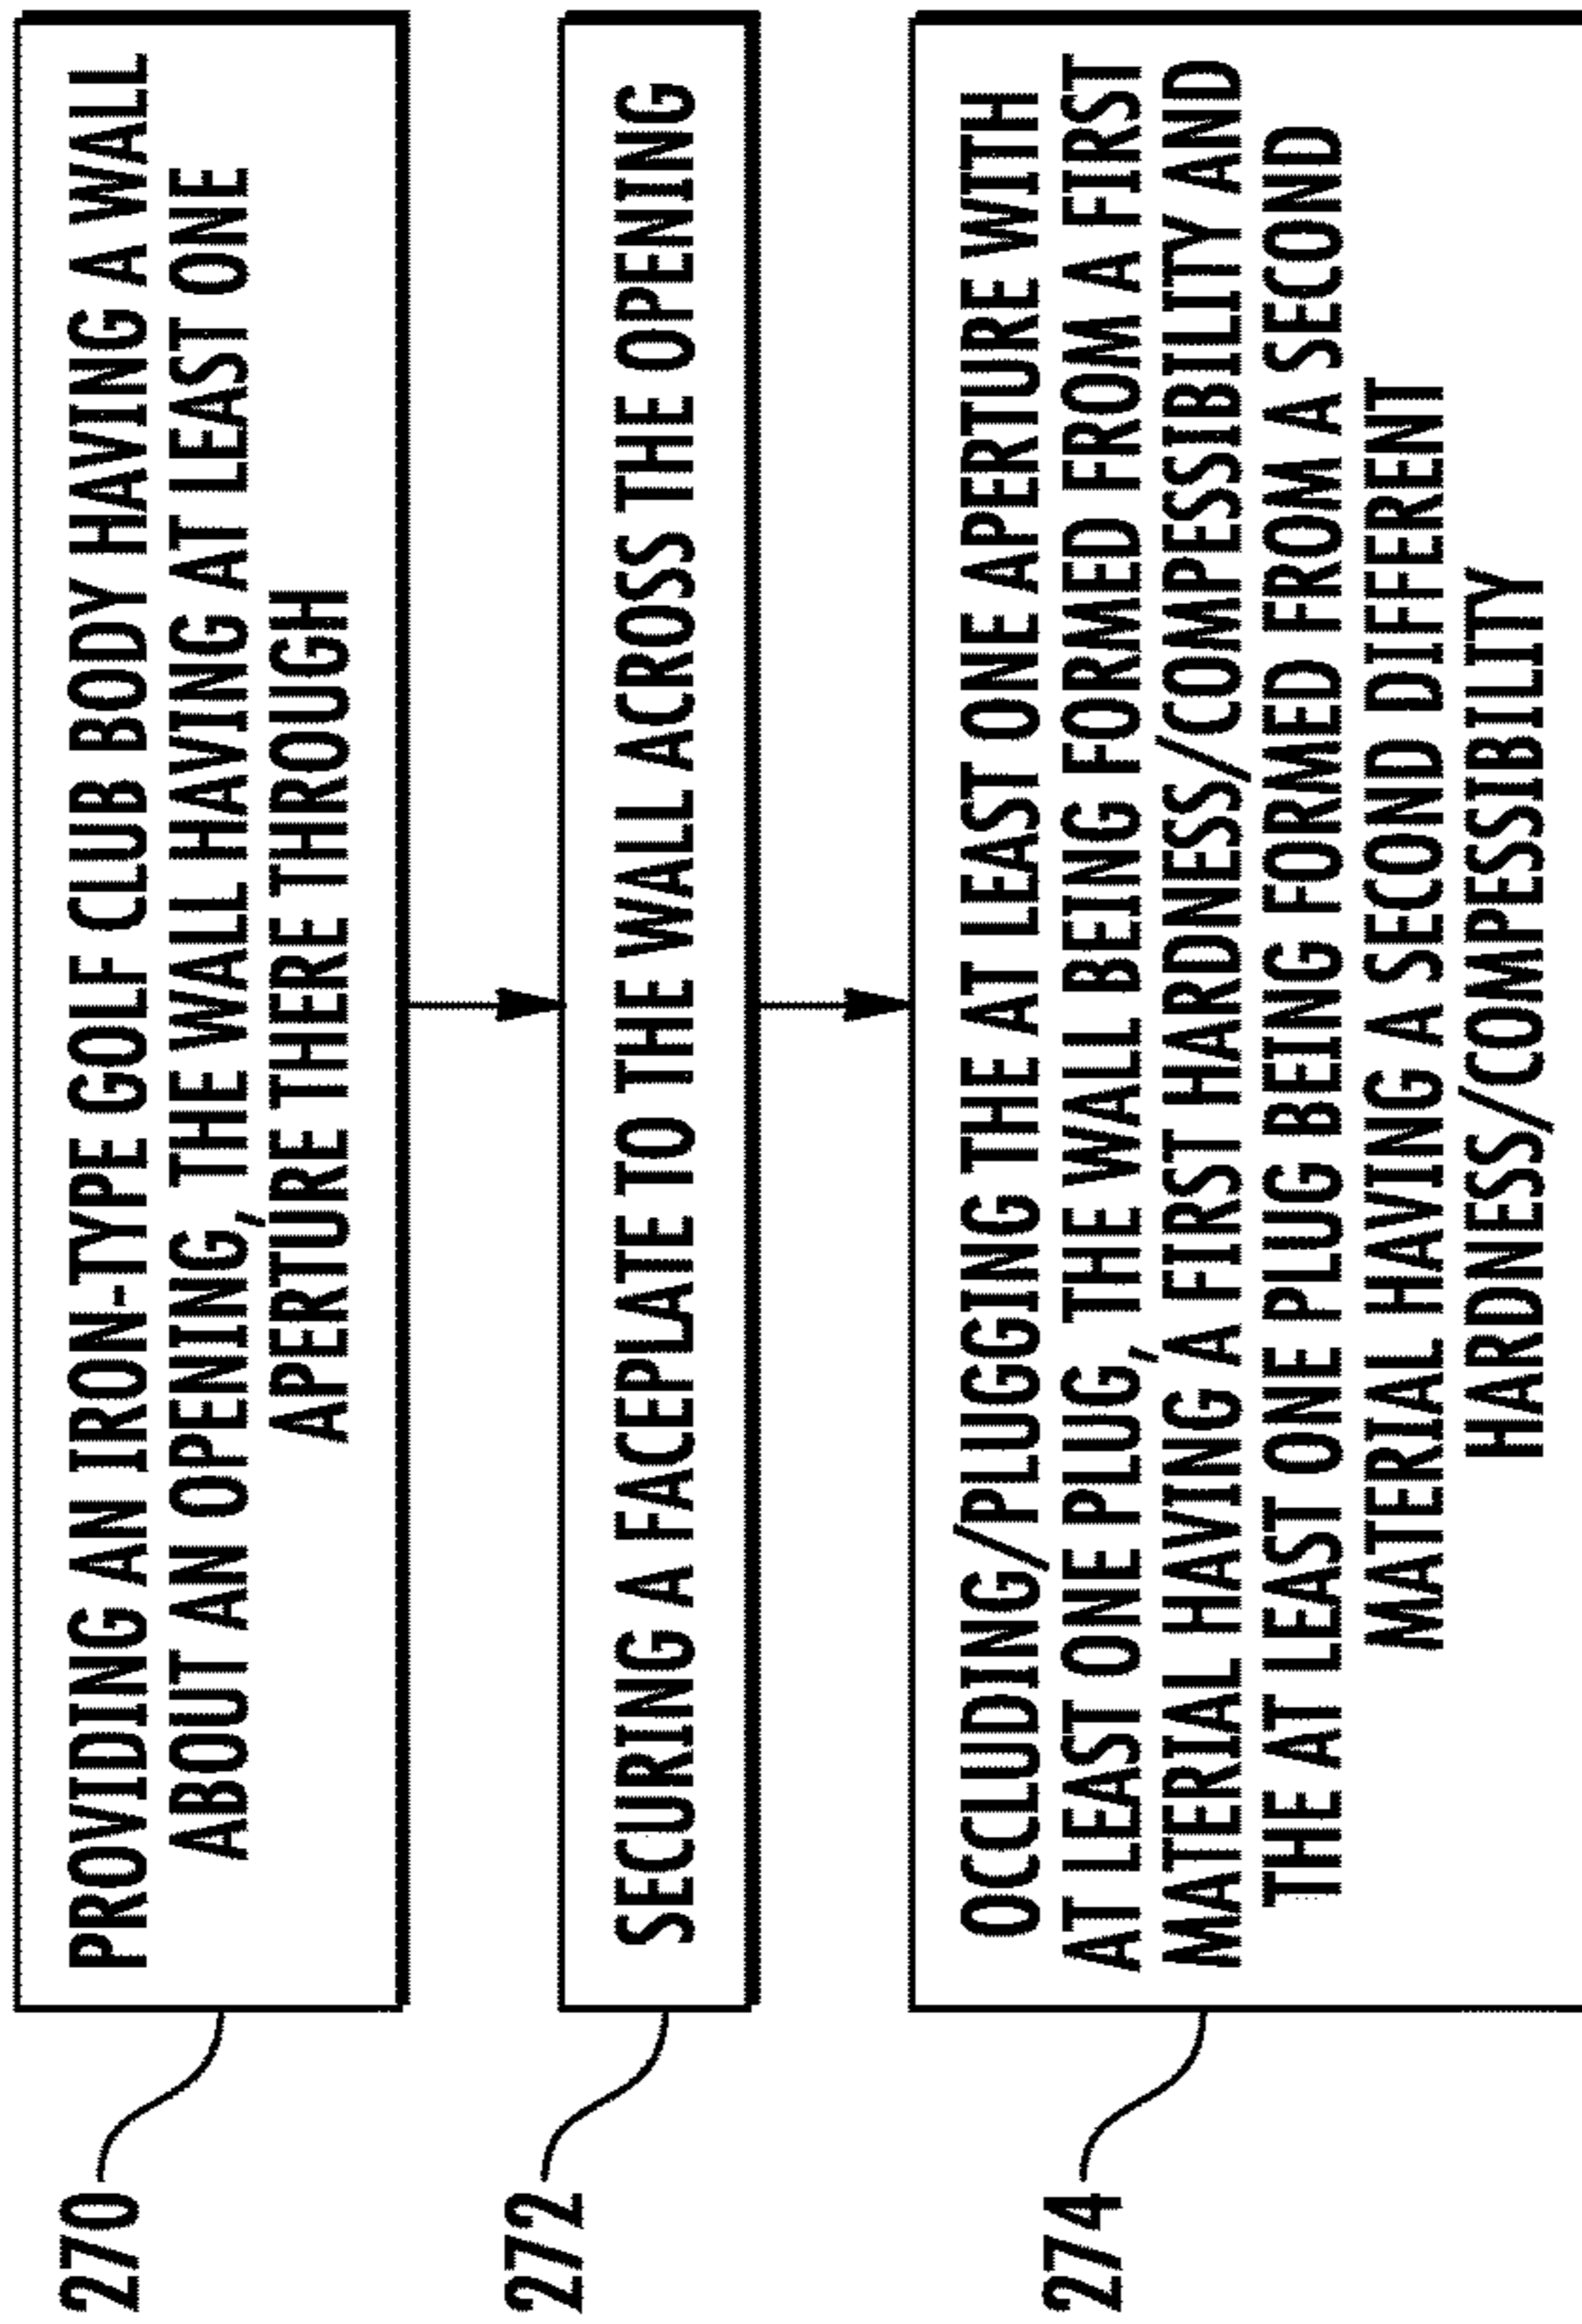 270
PROVIDING AN IRON-TYPE GOLF CLUB BODY HAVING A WALL
ABOUT AN OPENING, THE WALL HAVING AT LEAST ONE
APERTURE THERE THROUGH
272
SECURING A FACEPLATE TO THE WALL ACROSS THE OPENING
274
OCCLUDING/PLUGGING THE AT LEAST ONE APERTURE WITH
AT LEAST ONE PLUG, THE WALL BEING FORMED FROM A FIRST
MATERIAL HAVING A FIRST HARDNESS/COMPESSIBILITY AND
THE AT LEAST ONE PLUG BEING FORMED FROM A SECOND
MATERIAL HAVING A SECOND DIFFERENT
HARDNESS/COMPESSIBILITY